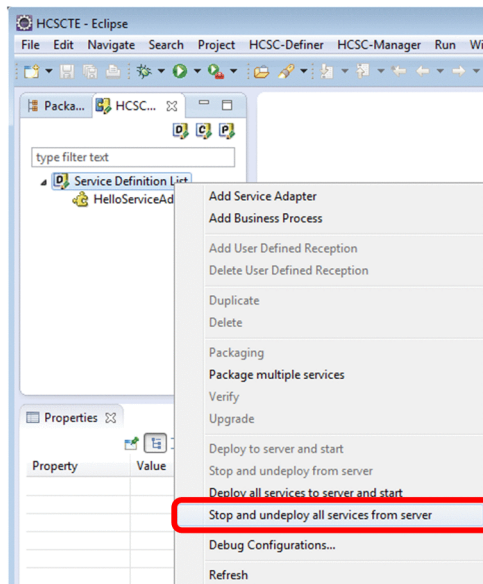 HCSCTE - Eclipse
File Edit Navigate Search Project HCSC-Definer HCSC-Manager Run Wi
Packa... HCSC...
D C P
type filter text
Service Definition List
HelloServiceAd
Add Service Adapter
Add Business Process
Add User Defined Reception
Delete User Defined Reception
Duplicate
Delete
Packaging
Package multiple services
Verify
Upgrade
Properties
Property Value
Deploy to server and start
Stop and undeploy from server
Deploy all services to server and start
Stop and undeploy all services from server
Debug Configurations...
Refresh